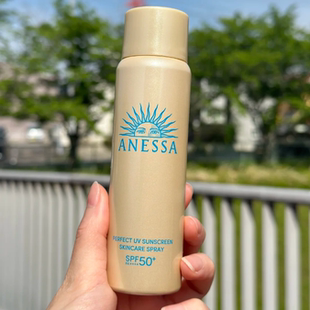 ANESSA
PERFECT UV SUNSCREEN
SKINCARE SPRAY
SPF50+